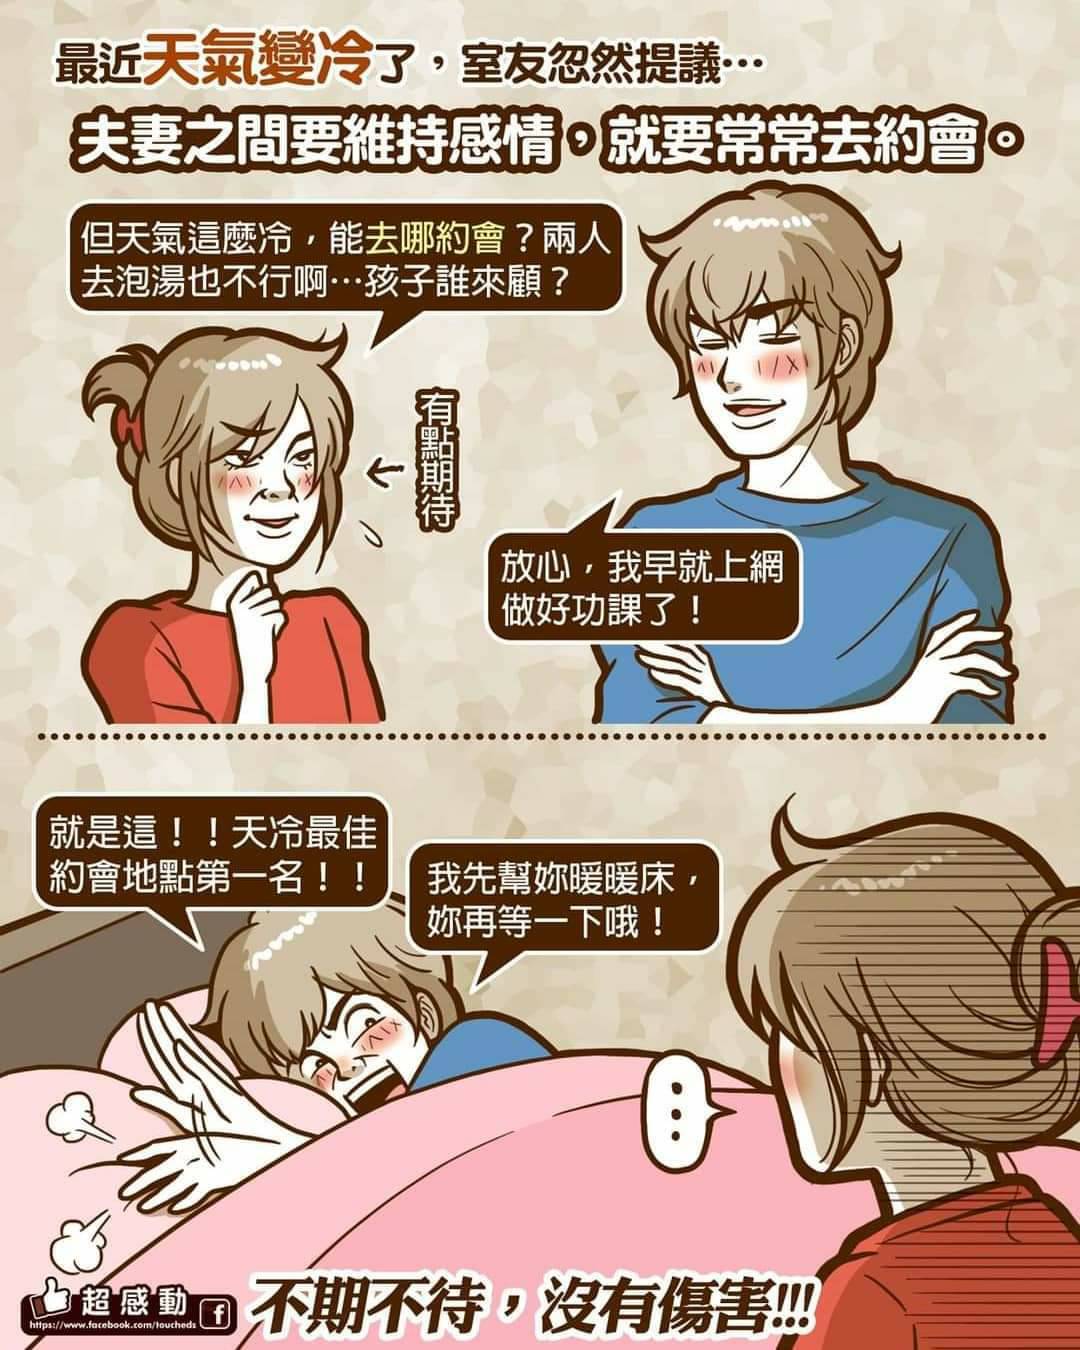 最近天氣變冷了，室友忽然提議…
夫妻之間要維持感情，就要常常去約會。
但天氣這麼冷，能去哪約會？兩人
去泡湯也不行啊…孩子誰來顧？
有點期待
放心，我早就上網
做好功課了！
就是這！！天冷最佳
約會地點第一名！！
我先幫妳暖暖床，
妳再等一下哦！
...
不期不待，沒有傷害!!!
超感動
f
https://www.facebook.com/toucheds